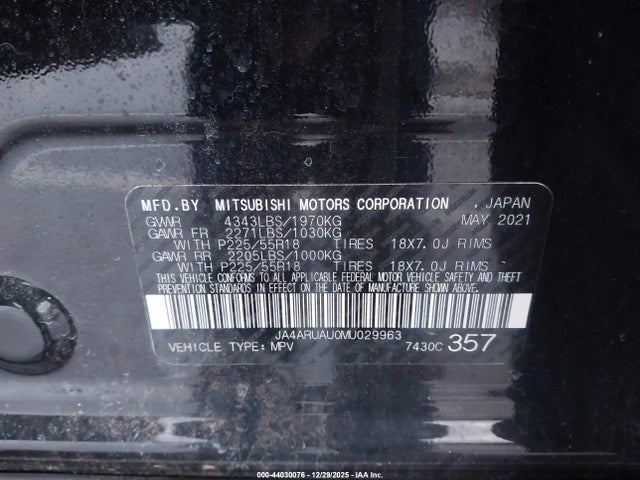 MFD.BY MITSUBISHI MOTORS CORPORATION . JAPAN
GVWR 4343LBS/1970KG MAY 2021
GAWR FR 2271LBS/1030KG
WITH P225/55R18 TIRES 18X7.0J RIMS
GAWR RR 2205LBS/1000KG
WITH P225/55R18 TIRES 18X7.0J RIMS
THIS VEHICLE CONFORMS TO ALL APPLICABLE FEDERAL MOTOR VEHICLE SAFETY AND THEFT
PREVENTION STANDARDS IN EFFECT ON THE DATE OF MANUFACTURE SHOWN ABOVE.
JA4ARUAU0MU029963
VEHICLE TYPE: MPV 7430C 357
000-44030076 - 12/29/2025 - IAA Inc.